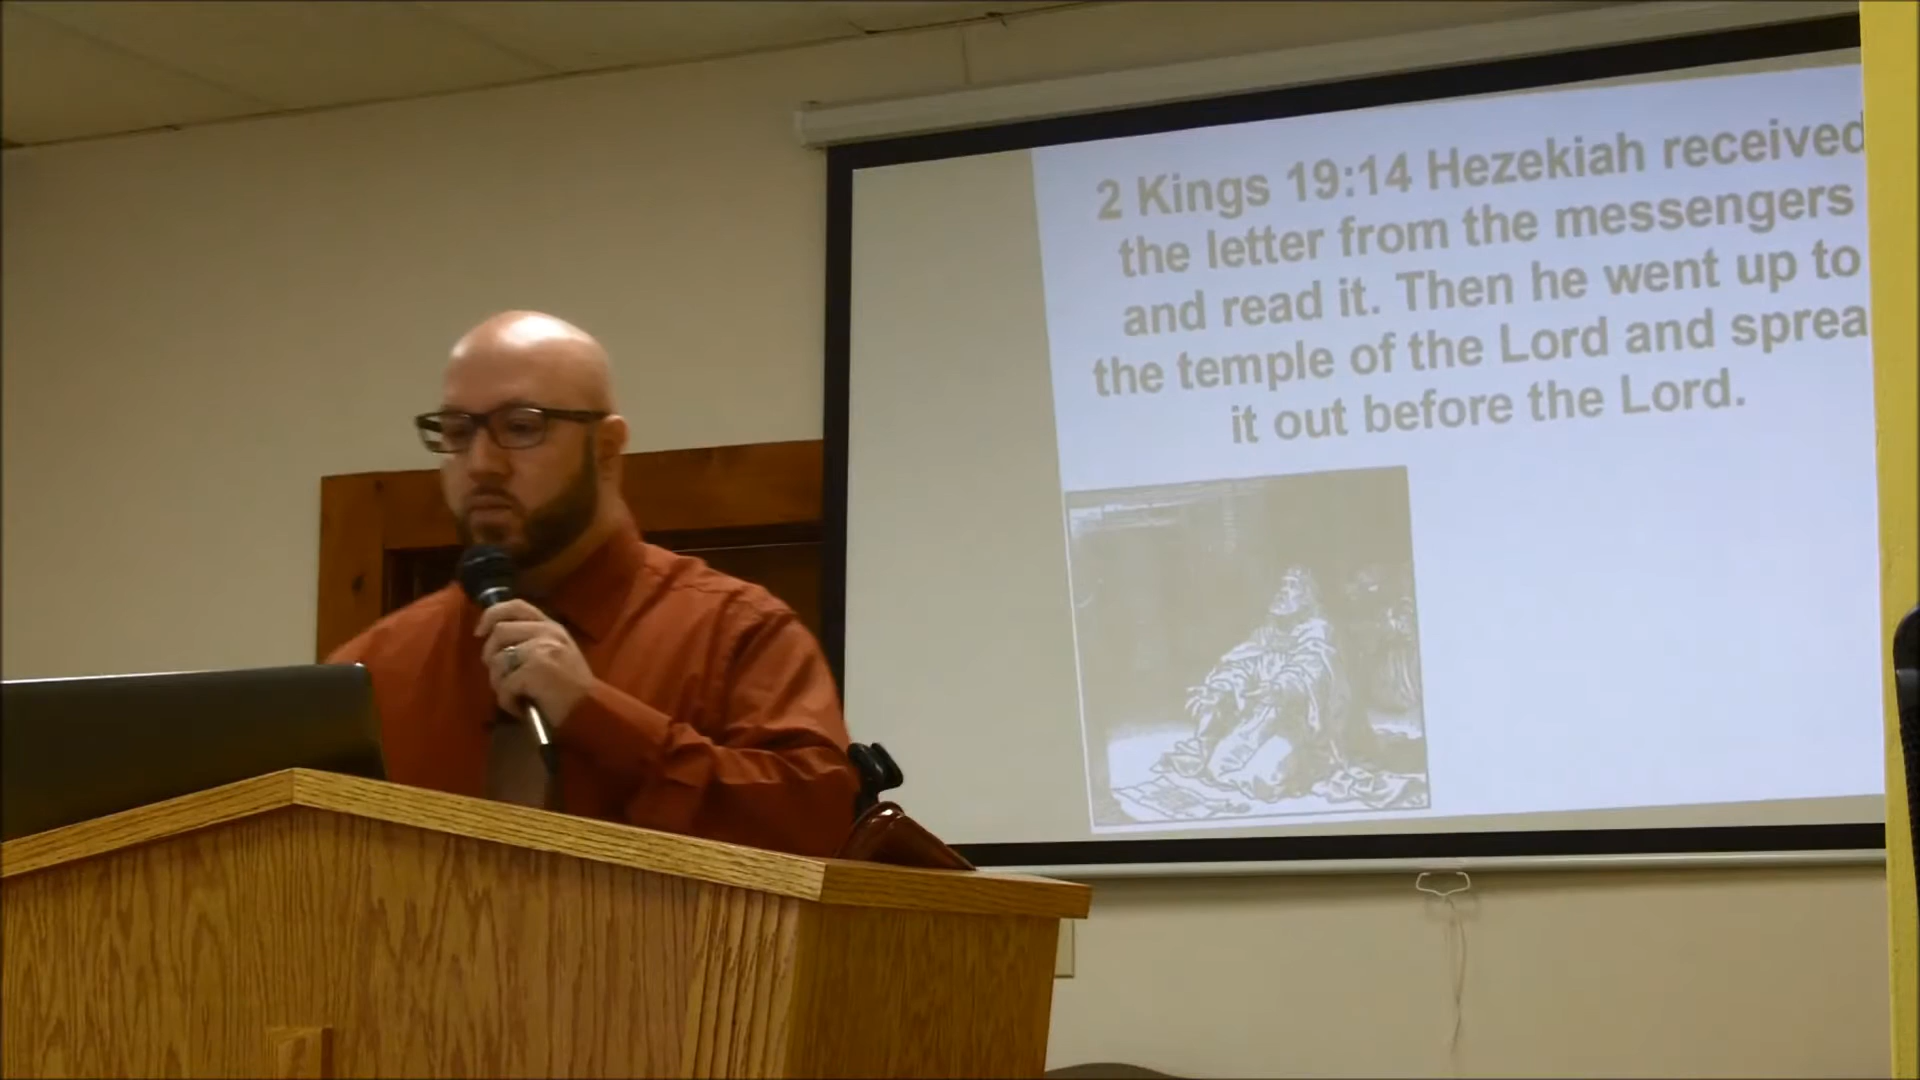 2 Kings 19:14 Hezekiah received
the letter from the messengers
and read it. Then he went up to
the temple of the Lord and sprea
it out before the Lord.